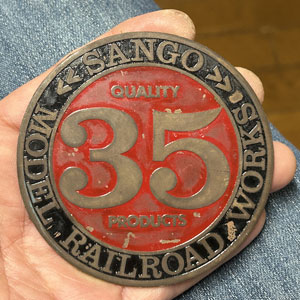 « SANGO »
QUALITY
35
PRODUCTS
MODEL RAILROAD WORKS